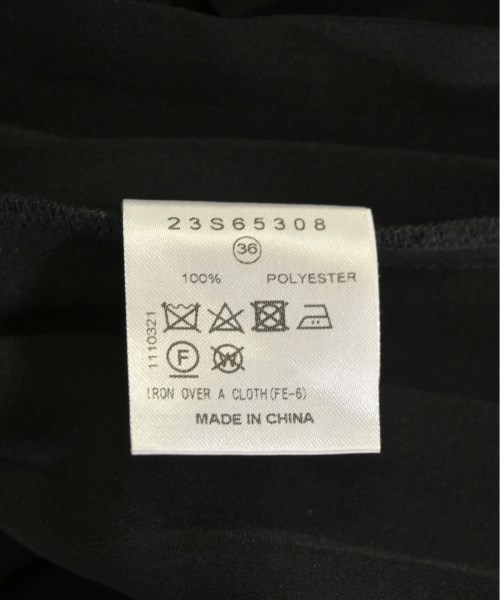 23S65308
36
100% POLYESTER
1110321
F W
IRON OVER A CLOTH(FE-6)
MADE IN CHINA